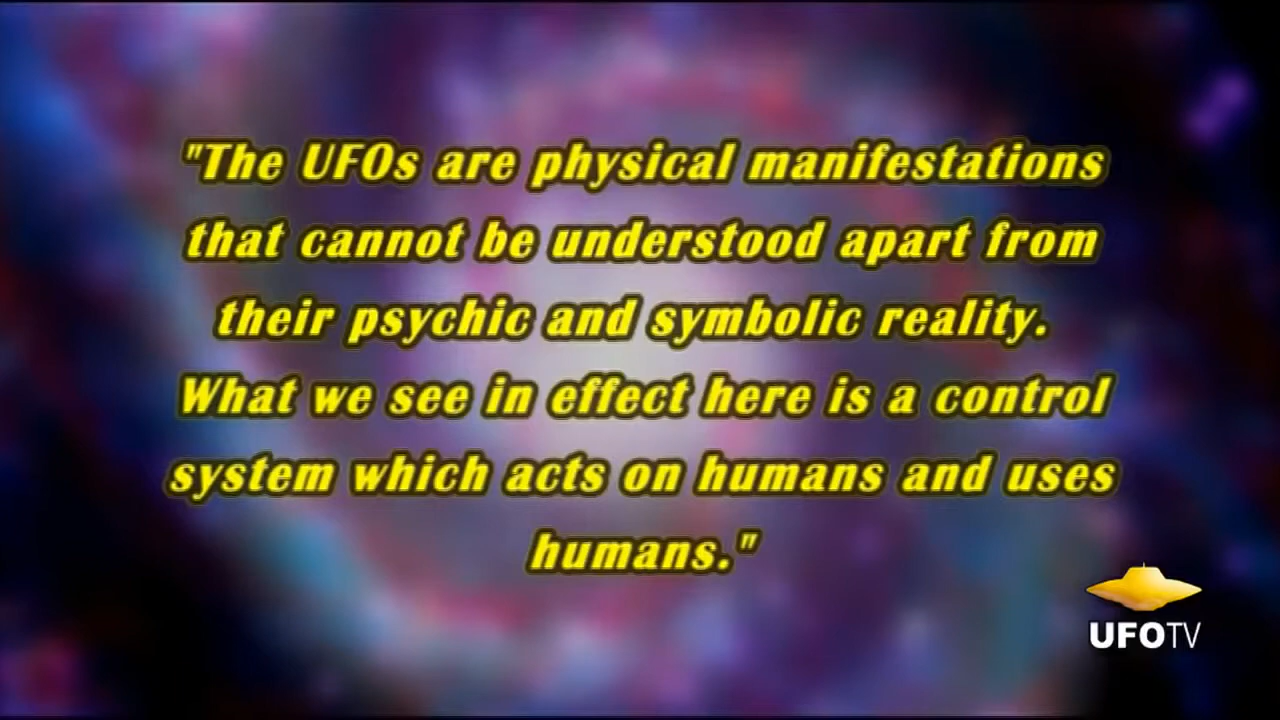 "The UFOs are physical manifestations
that cannot be understood apart from
their psychic and symbolic reality.
What we see in effect here is a control
system which acts on humans and uses
humans."
UFOTV